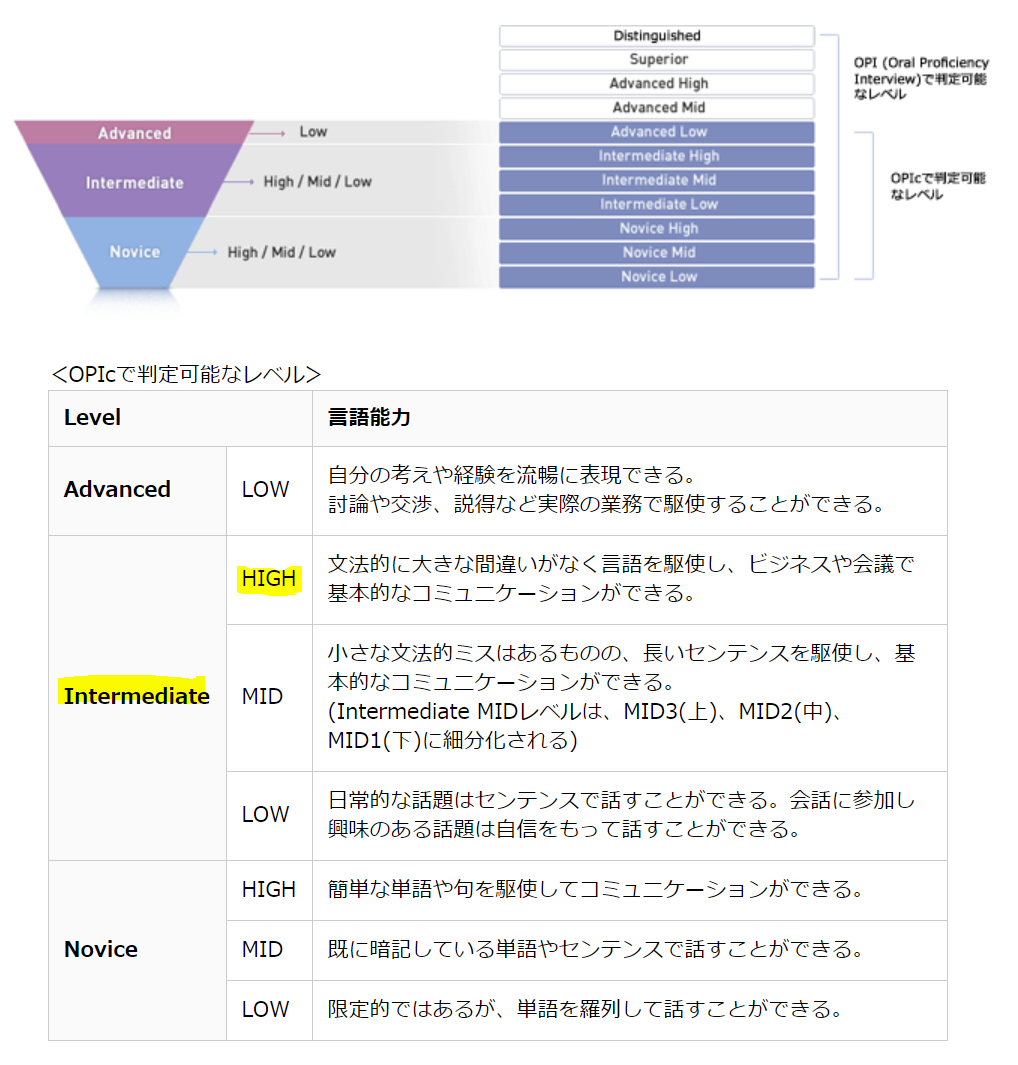 Distinguished
Superior
Advanced High
Advanced Mid
Advanced Low
Intermediate High
Intermediate Mid
Intermediate Low
Novice High
Novice Mid
Novice Low
OPI (Oral Proficiency
Interview)で判定可能
なレベル
OPIcで判定可能
なレベル
Advanced
Low
Intermediate
High / Mid / Low
Novice
High / Mid / Low
＜OPIcで判定可能なレベル＞
Level
言語能力
Advanced
LOW
自分の考えや経験を流暢に表現できる。
討論や交渉、説得など実際の業務で駆使することができる。
Intermediate
HIGH
文法的に大きな間違いがなく言語を駆使し、ビジネスや会議で
基本的なコミュニケーションができる。
MID
小さな文法的ミスはあるものの、長いセンテンスを駆使し、基
本的なコミュニケーションができる。
(Intermediate MIDレベルは、MID3(上)、MID2(中)、
MID1(下)に細分化される)
LOW
日常的な話題はセンテンスで話すことができる。会話に参加し
興味のある話題は自信をもって話すことができる。
Novice
HIGH
簡単な単語や句を駆使してコミュニケーションができる。
MID
既に暗記している単語やセンテンスで話すことができる。
LOW
限定的ではあるが、単語を羅列して話すことができる。